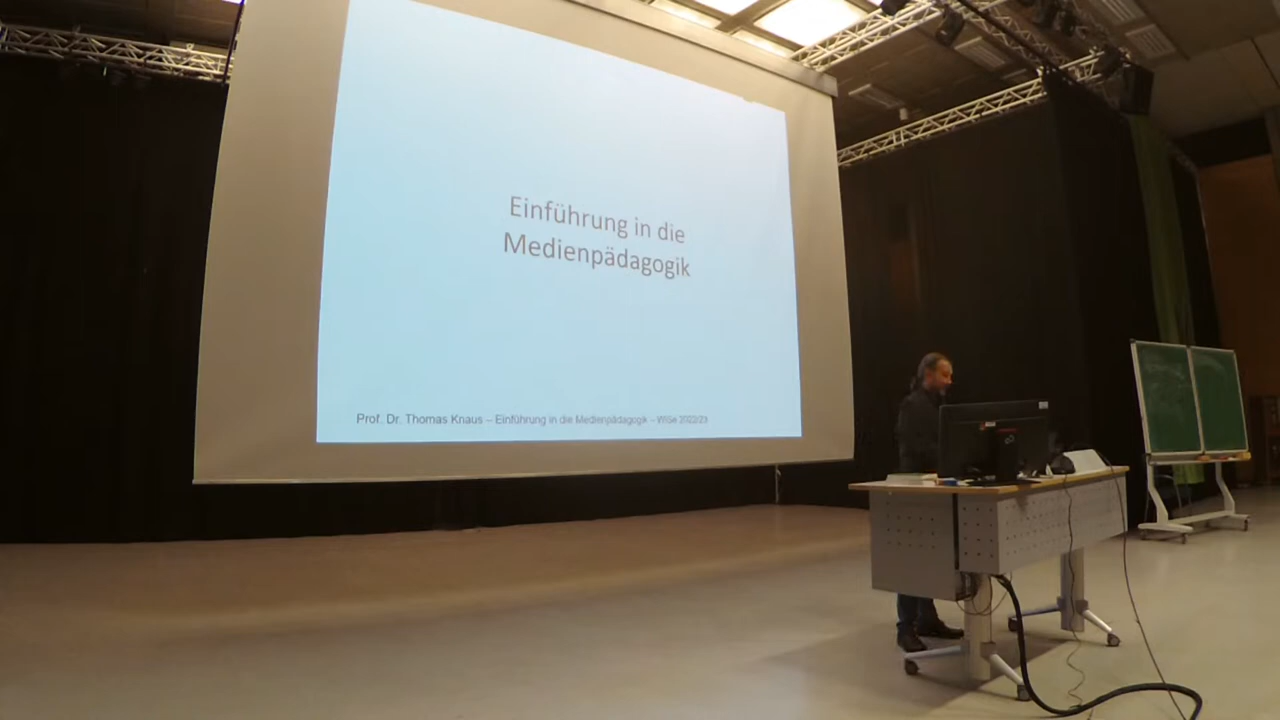 Einführung in die
Medienpädagogik
Prof. Dr. Thomas Knaus – Einführung in die Medienpädagogik – WiSe 2022/23